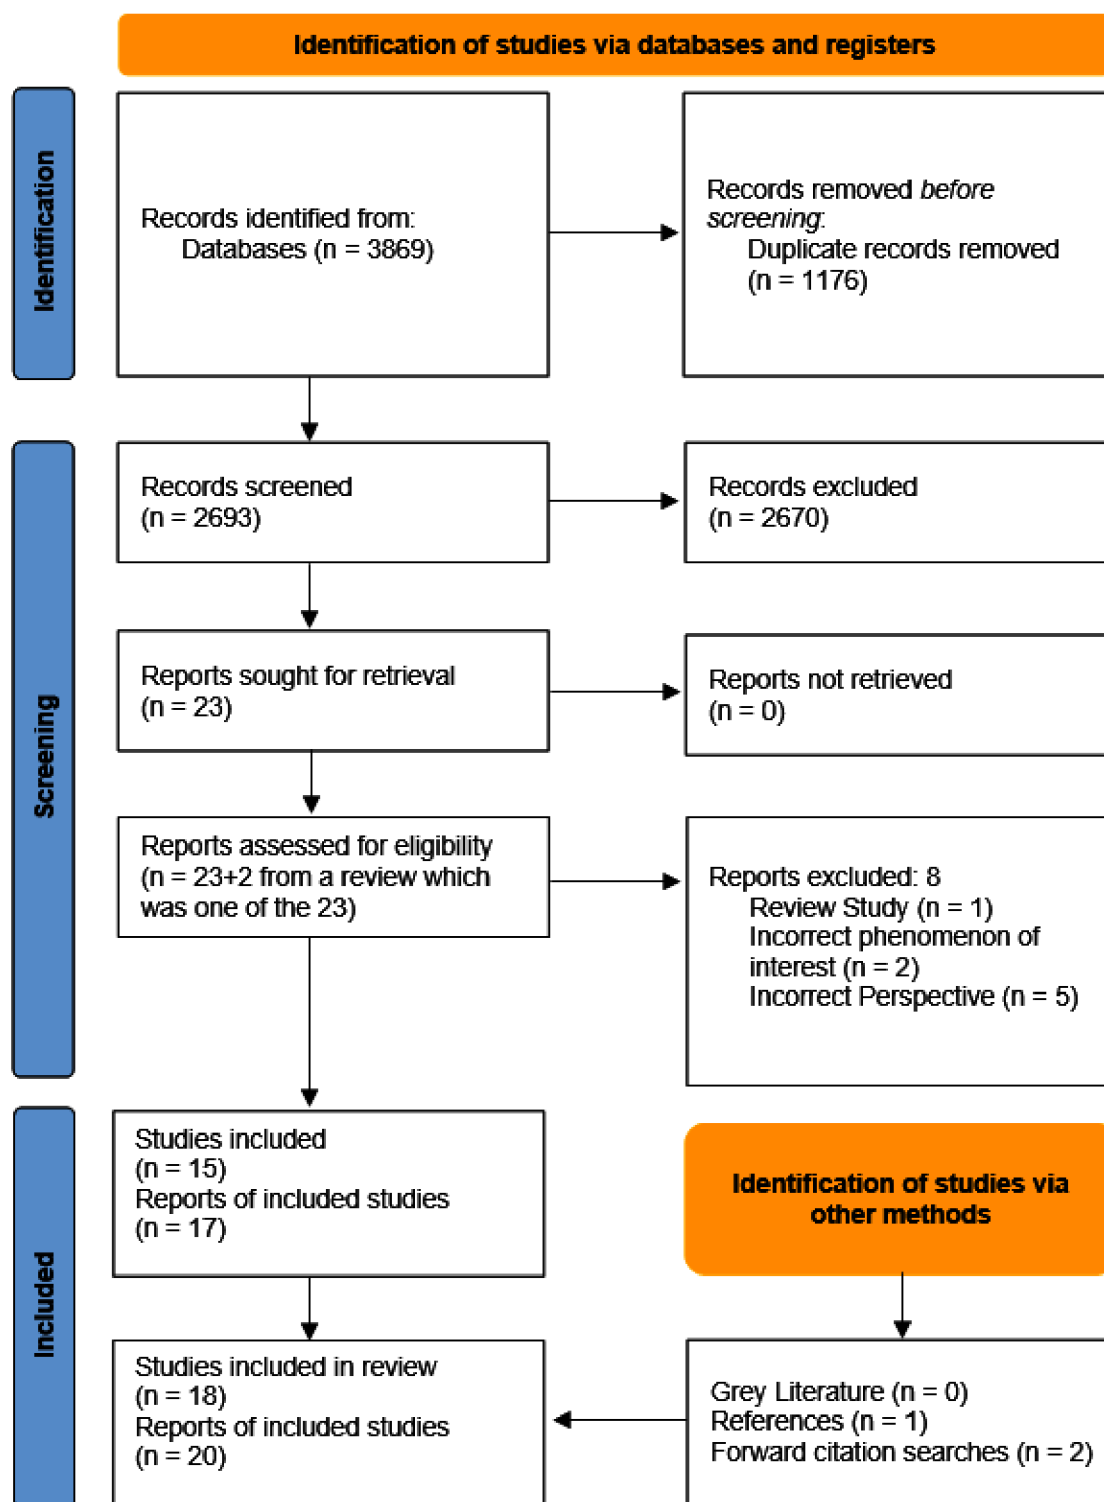 Identification of studies via databases and registers
Identification
Records identified from:
Databases (n = 3869)
Records removed before
screening:
Duplicate records removed
(n = 1176)
Screening
Records screened
(n = 2693)
Records excluded
(n = 2670)
Reports sought for retrieval
(n = 23)
Reports not retrieved
(n = 0)
Reports assessed for eligibility
(n = 23+2 from a review which
was one of the 23)
Reports excluded: 8
Review Study (n = 1)
Incorrect phenomenon of
interest (n = 2)
Incorrect Perspective (n = 5)
Included
Studies included
(n = 15)
Reports of included studies
(n = 17)
Identification of studies via
other methods
Studies included in review
(n = 18)
Reports of included studies
(n = 20)
Grey Literature (n = 0)
References (n = 1)
Forward citation searches (n = 2)